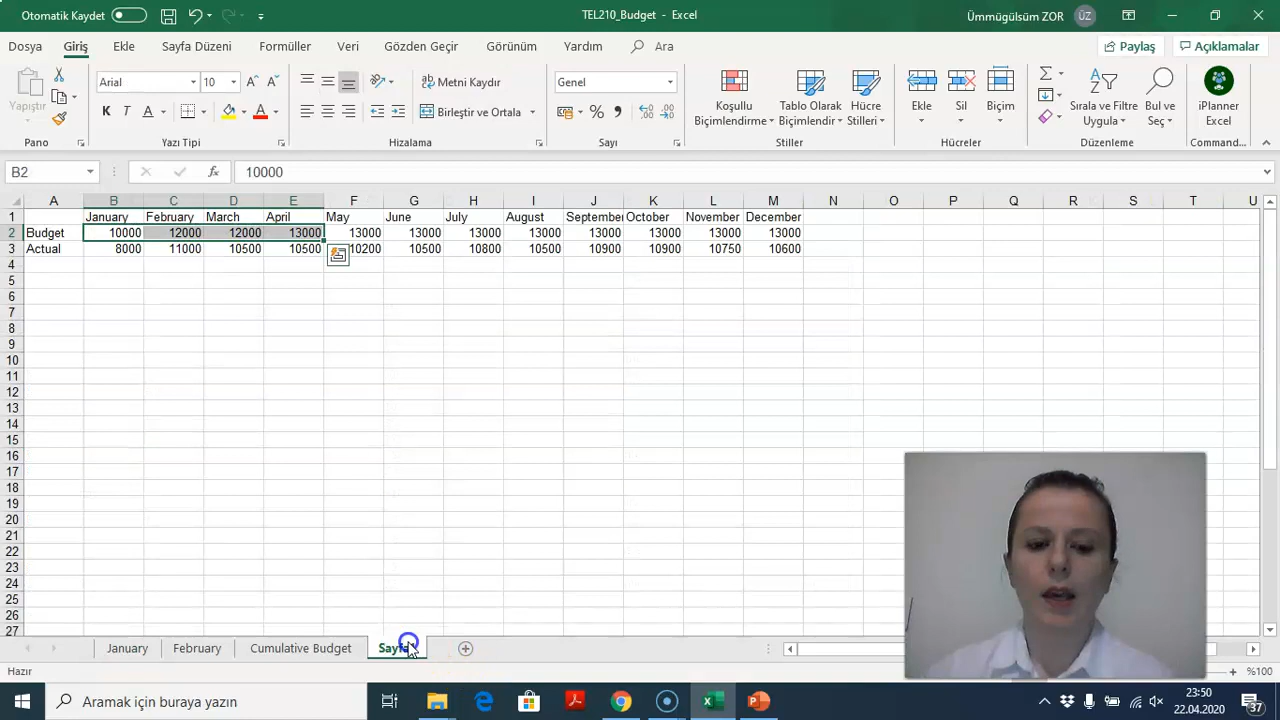 Otomatik Kaydet
TEL210_Budget - Excel
Ümmügülsüm ZOR
ÜZ
Dosya Giriş Ekle Sayfa Düzeni Formüller Veri Gözden Geçir Görünüm Yardım Ara
Paylaş Açıklamalar
Yapıştır
Arial 10
Metni Kaydır
Genel
Birleştir ve Ortala
Koşullu Biçimlendirme
Tablo Olarak Biçimlendir
Hücre Stilleri
Ekle Sil Biçim
Sırala ve Filtre Uygula
Bul ve Seç
iPlanner Excel
Pano Yazı Tipi Hizalama Sayı Stiller Hücreler Düzenleme Command...
B2 10000
A B C D E F G H I J K L M N O P Q R S T U
1 January February March April May June July August September October November December
2 Budget 10000 12000 12000 13000 13000 13000 13000 13000 13000 13000 13000 13000
3 Actual 8000 11000 10500 10500 10200 10500 10800 10500 10900 10900 10750 10600
4
5
6
7
8
9
10
11
12
13
14
15
16
17
18
19
20
21
22
23
24
25
26
27
January February Cumulative Budget
Hazır
%100
Aramak için buraya yazın
23:50
22.04.2020
37